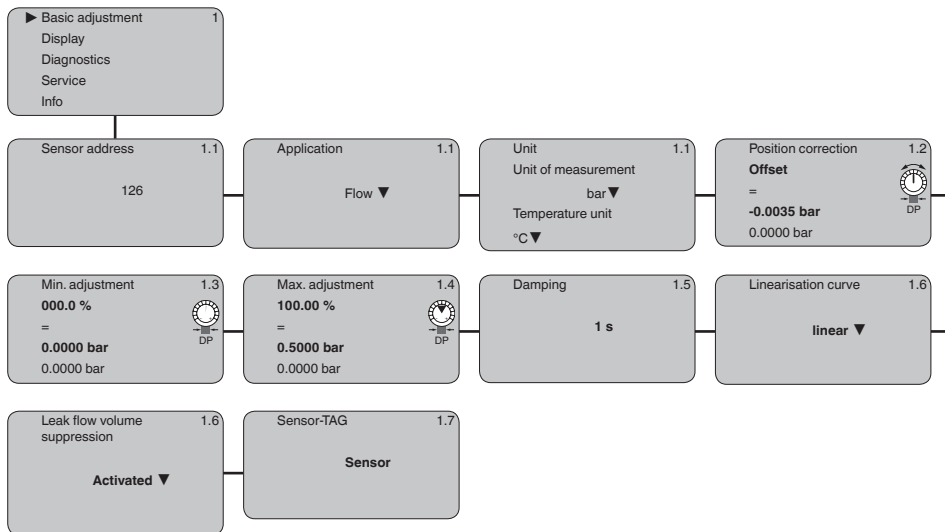 ▶ Basic adjustment 1
Display
Diagnostics
Service
Info
Sensor address 1.1
126
Application 1.1
Flow ▼
Unit 1.1
Unit of measurement
bar ▼
Temperature unit
°C ▼
Position correction 1.2
Offset
=
-0.0035 bar
0.0000 bar
DP
Min. adjustment 1.3
000.0 %
=
0.0000 bar
0.0000 bar
DP
Max. adjustment 1.4
100.00 %
=
0.5000 bar
0.0000 bar
DP
Damping 1.5
1 s
Linearisation curve 1.6
linear ▼
Leak flow volume 1.6
suppression
Activated ▼
Sensor-TAG 1.7
Sensor